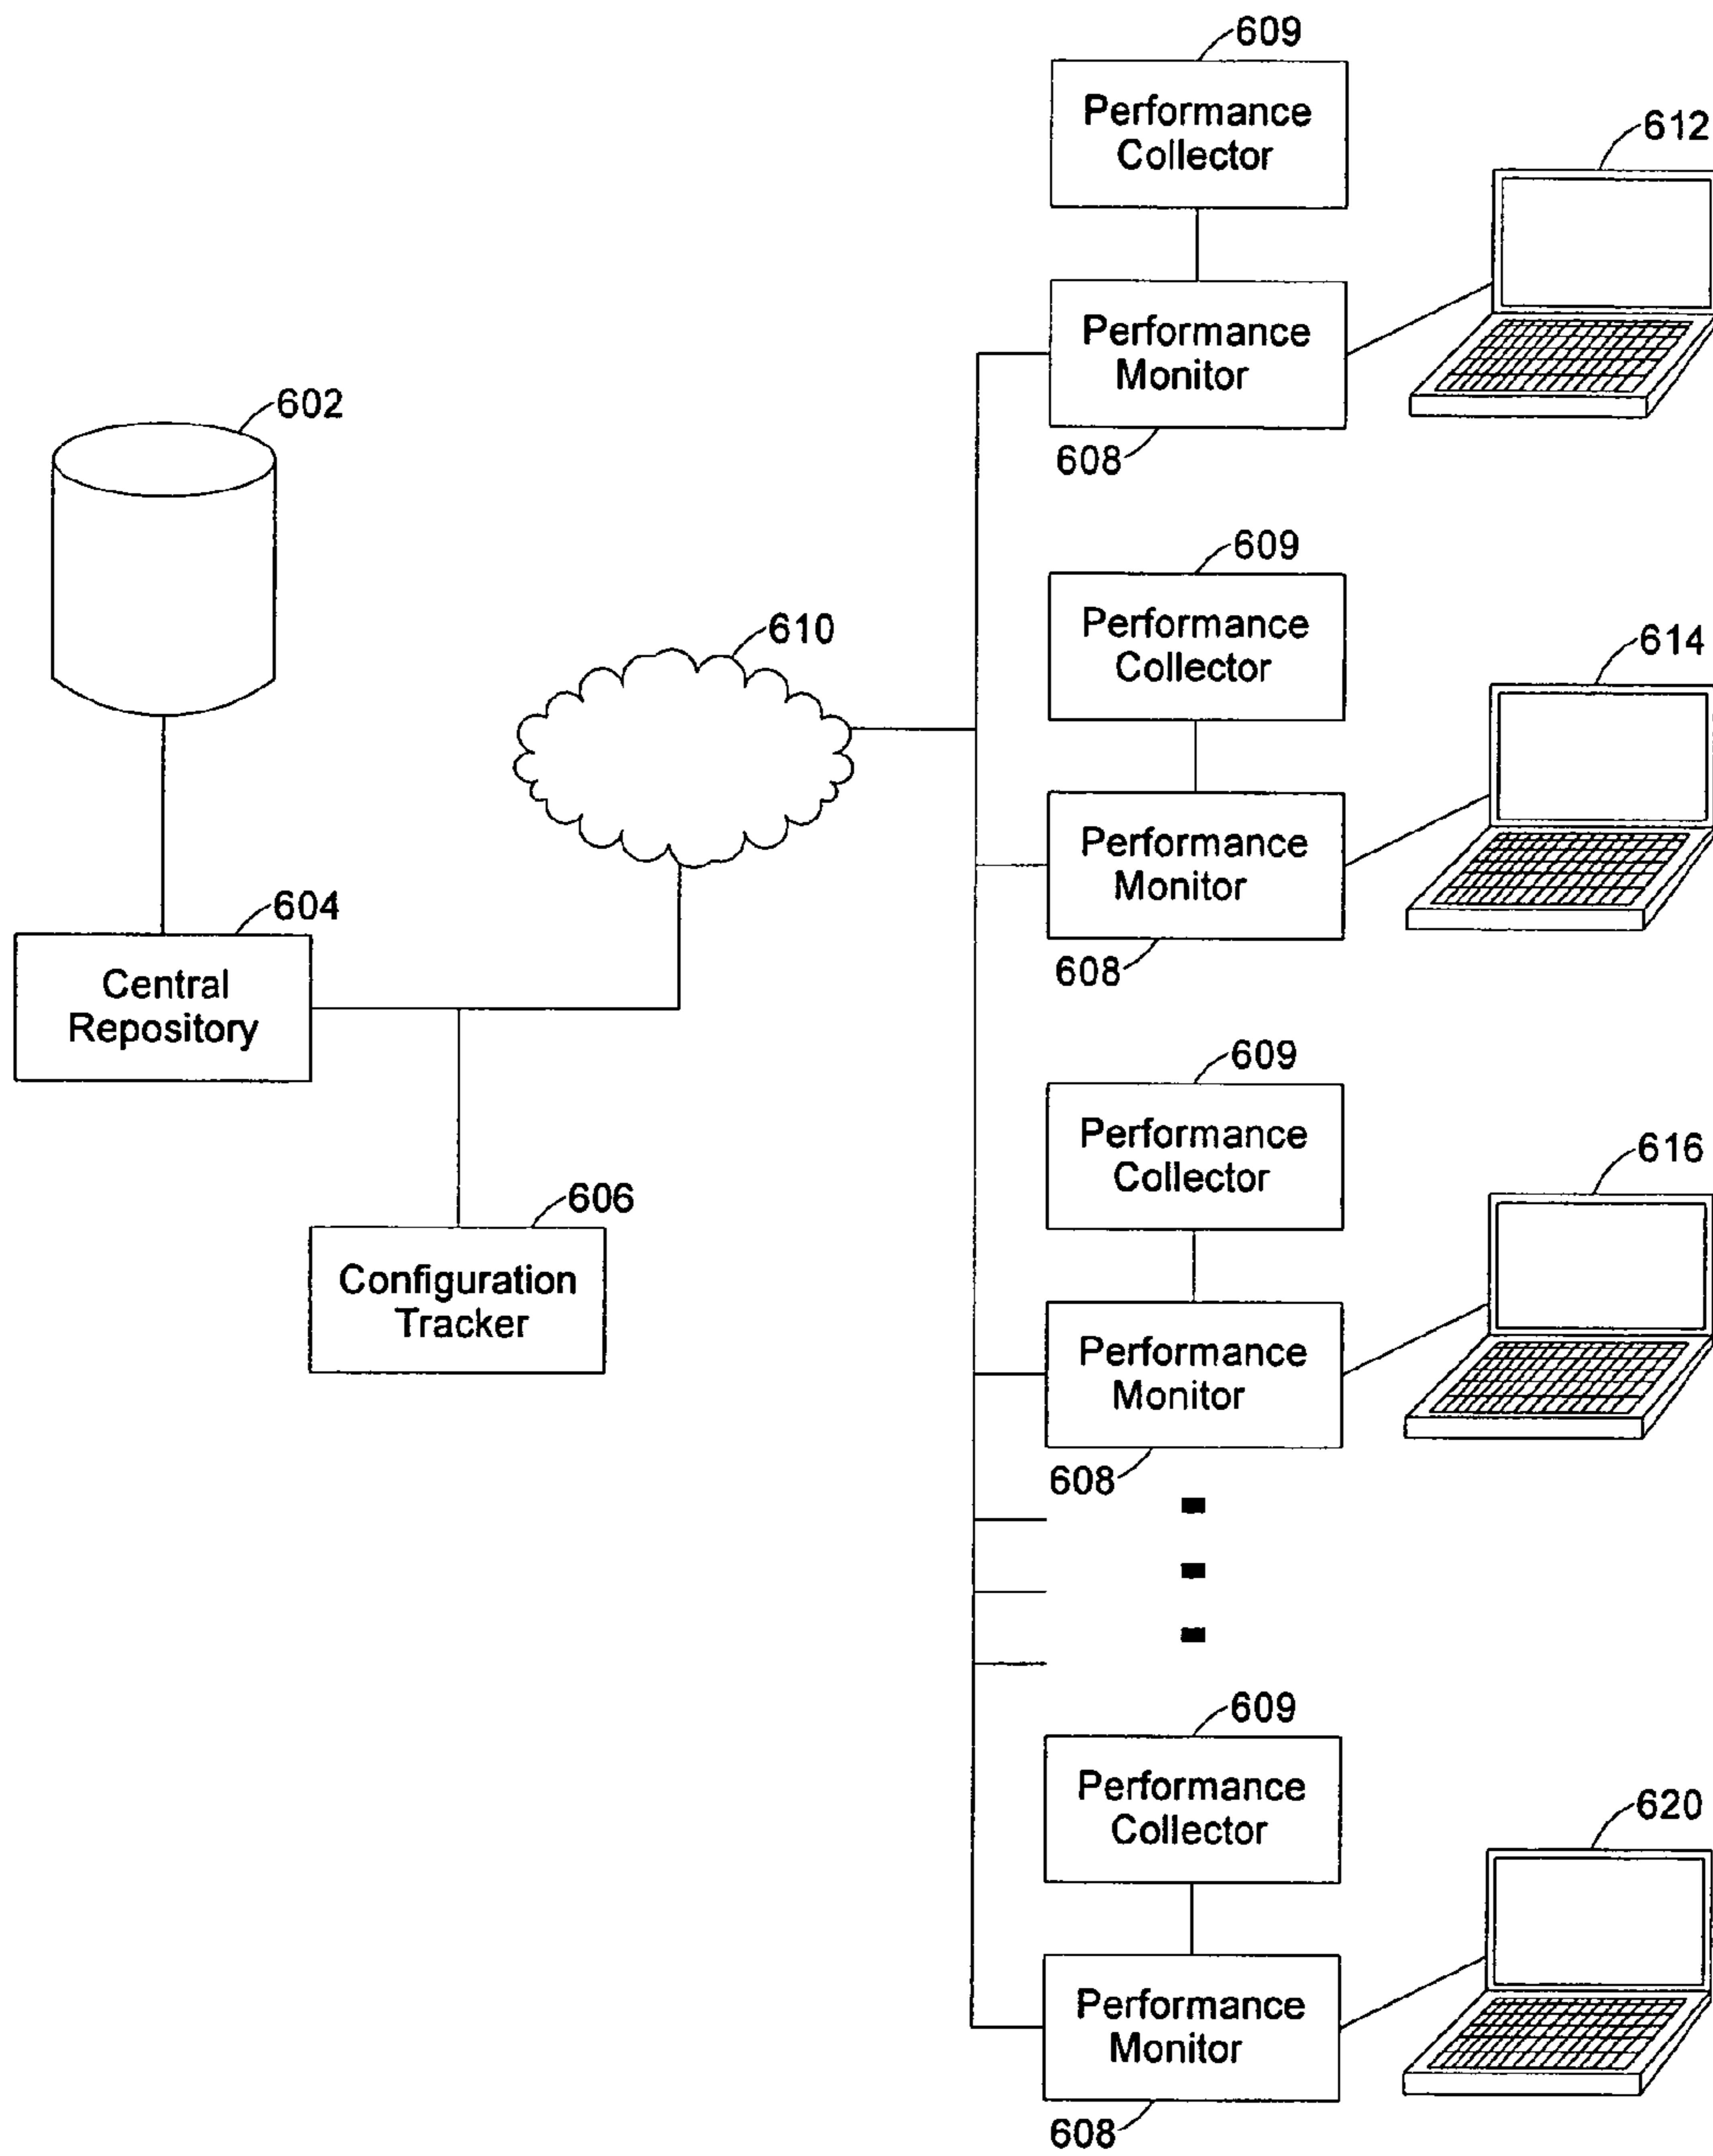 609
Performance
Collector
612
Performance
Monitor
608
602
609
Performance
Collector
610
614
Performance
Monitor
608
604
Central
Repository
609
Performance
Collector
616
606
Configuration
Tracker
Performance
Monitor
608
609
Performance
Collector
620
Performance
Monitor
608